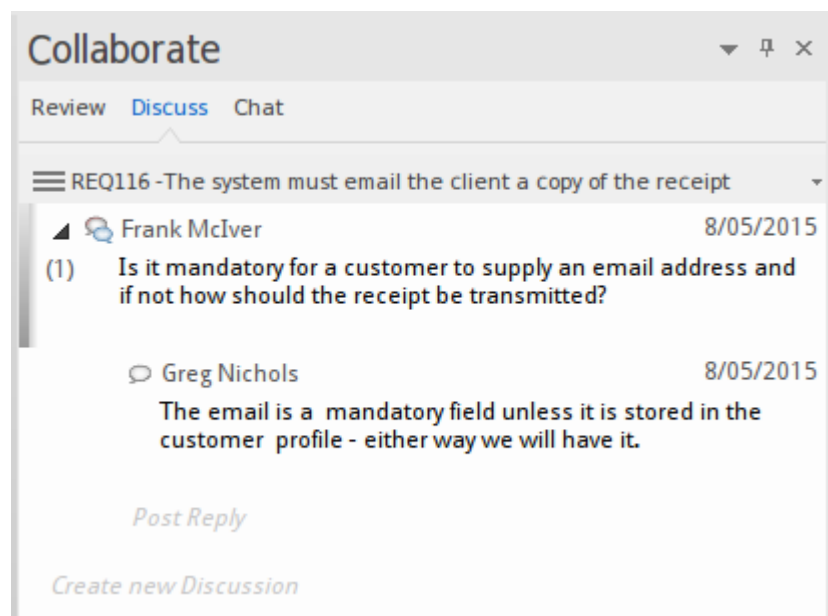 Collaborate
Review Discuss Chat
REQ116 -The system must email the client a copy of the receipt
Frank McIver 8/05/2015
(1) Is it mandatory for a customer to supply an email address and
if not how should the receipt be transmitted?
Greg Nichols 8/05/2015
The email is a mandatory field unless it is stored in the
customer profile - either way we will have it.
Post Reply
Create new Discussion